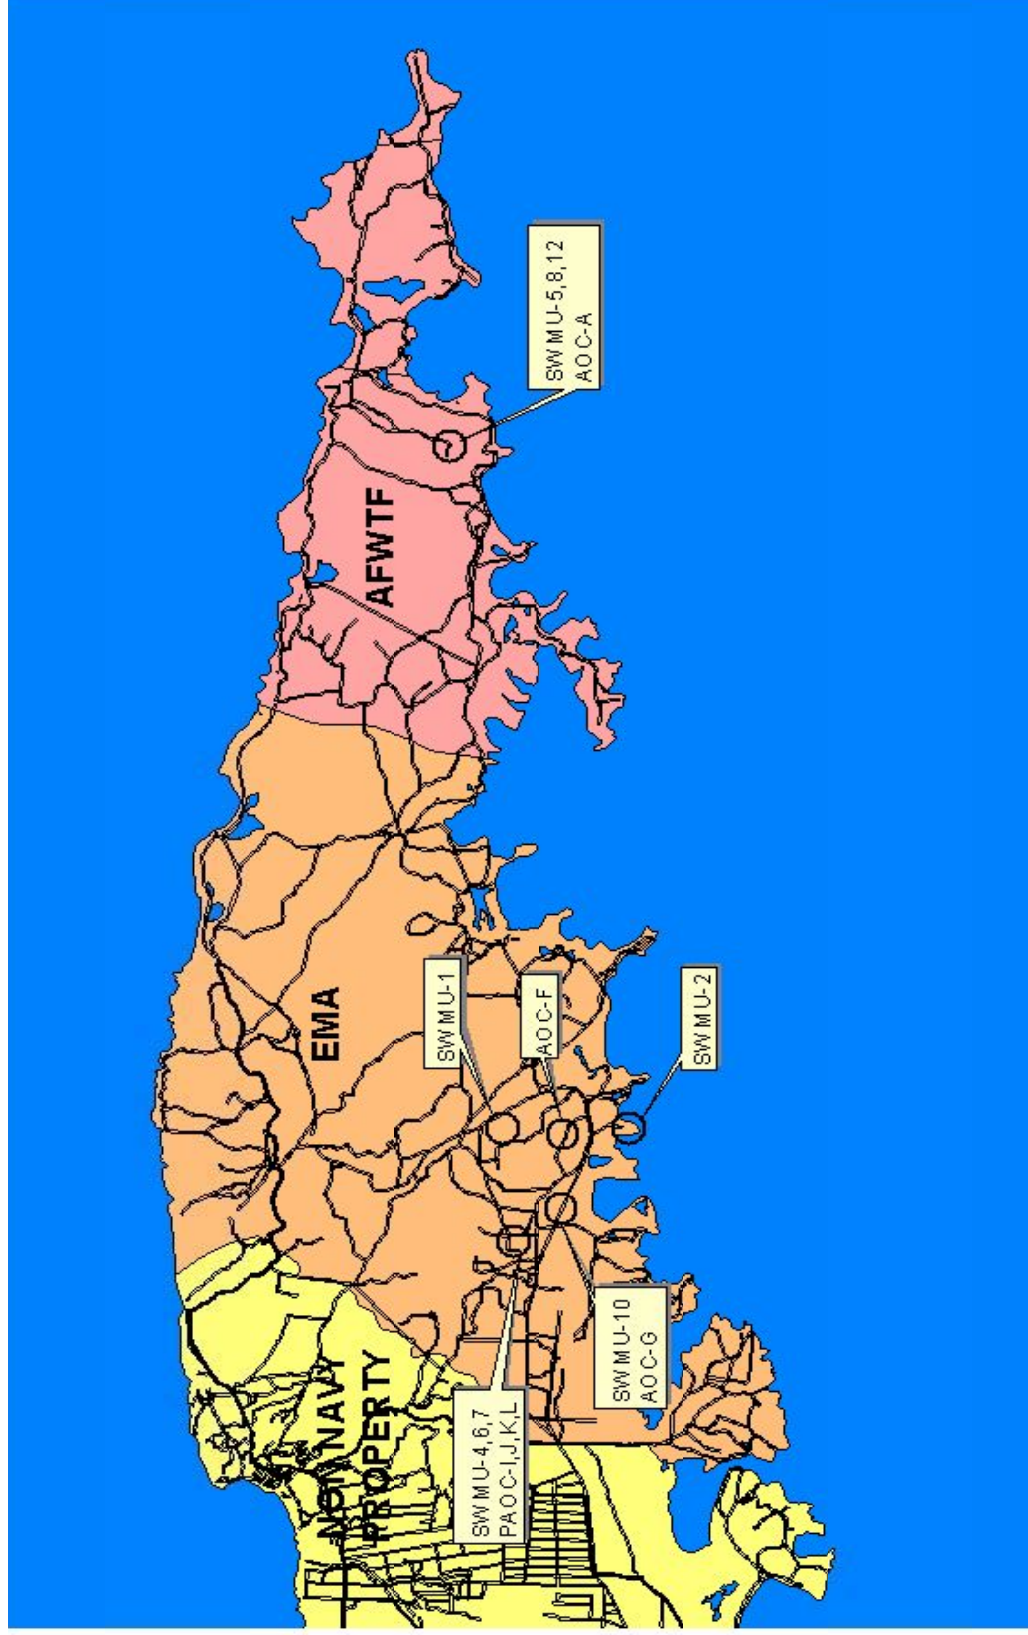 NON NAVY
PROPERTY
EMA
AFWTF
SWMU-4,6,7
PAOC-I,J,K,L
SWMU-10
AOC-G
SWMU-1
AOC-F
SWMU-2
SWMU-5,8,12
AOC-A